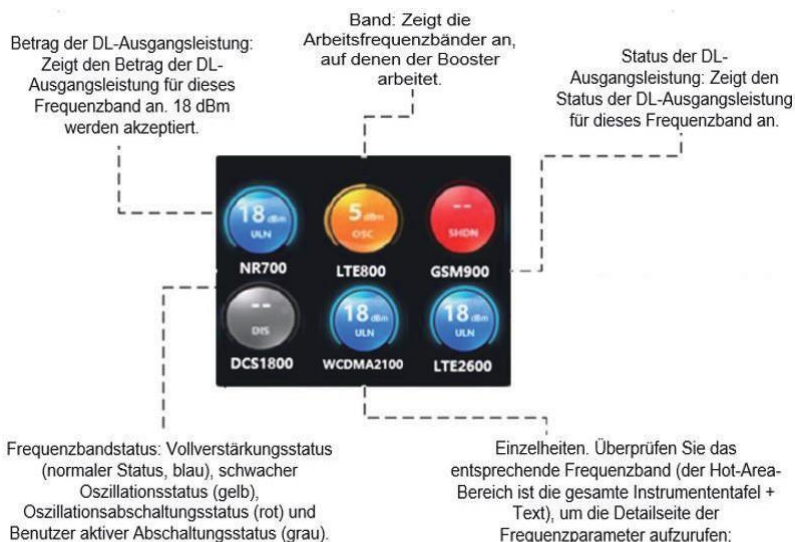 Betrag der DL-Ausgangsleistung:
Zeigt den Betrag der DL-
Ausgangsleistung für dieses
Frequenzband an. 18 dBm
werden akzeptiert.
Band: Zeigt die
Arbeitsfrequenzbänder an,
auf denen der Booster
arbeitet.
Status der DL-
Ausgangsleistung: Zeigt den
Status der DL-Ausgangsleistung
für dieses Frequenzband an.
18 dBm
ULN
NR700
5 dBm
OSC
LTE800
--
SHDN
GSM900
--
DIS
DCS1800
18 dBm
ULN
WCDMA2100
18 dBm
ULN
LTE2600
Frequenzbandstatus: Vollverstärkungsstatus
(normaler Status, blau), schwacher
Oszillationsstatus (gelb),
Oszillationsabschaltungsstatus (rot) und
Benutzer aktiver Abschaltungsstatus (grau).
Einzelheiten. Überprüfen Sie das
entsprechende Frequenzband (der Hot-Area-
Bereich ist die gesamte Instrumententafel +
Text), um die Detailseite der
Frequenzparameter aufzurufen;